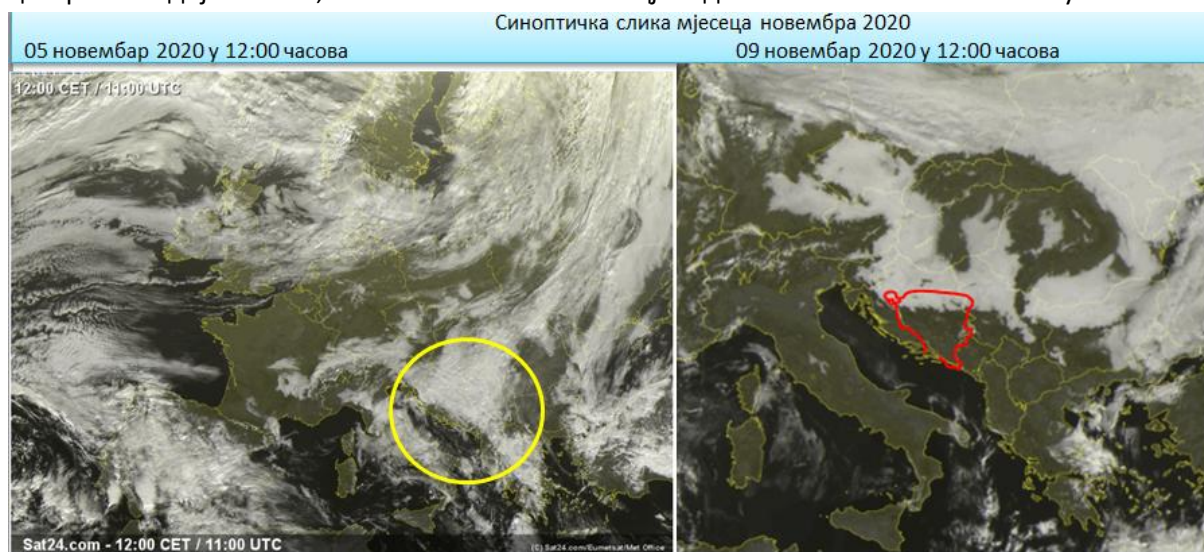 Синоптичка слика мјесеца новембра 2020
05 новембар 2020 у 12:00 часова
09 новембар 2020 у 12:00 часова
12:00 CET / 11:00 UTC
Sat24.com - 12:00 CET / 11:00 UTC
(C) Sat24.com/Eumetsat/Met Office